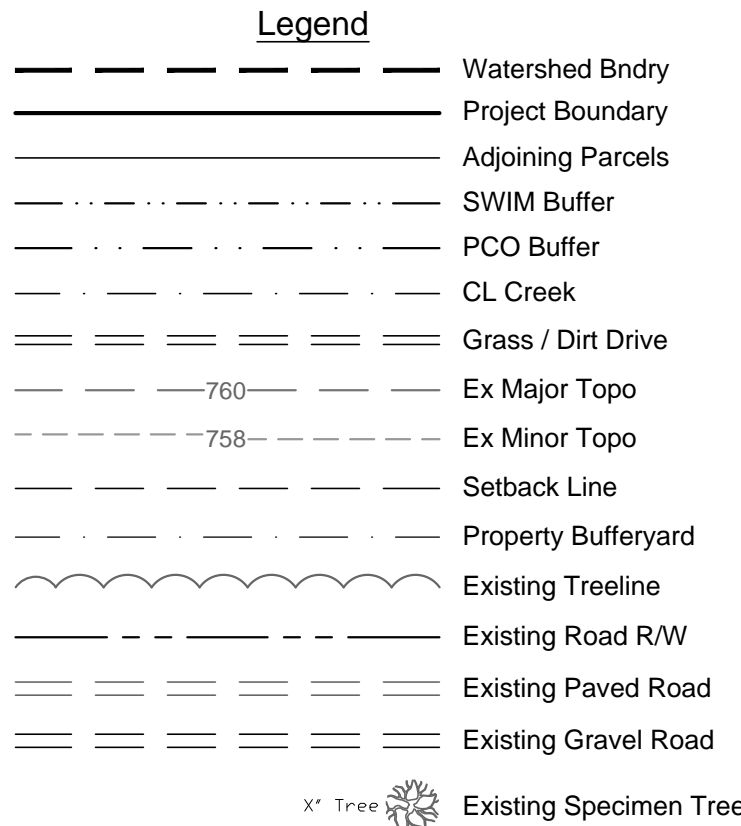 Legend
Watershed Bndry
Project Boundary
Adjoining Parcels
SWIM Buffer
PCO Buffer
CL Creek
Grass / Dirt Drive
760 Ex Major Topo
758 Ex Minor Topo
Setback Line
Property Bufferyard
Existing Treeline
Existing Road R/W
Existing Paved Road
Existing Gravel Road
X" Tree Existing Specimen Tree